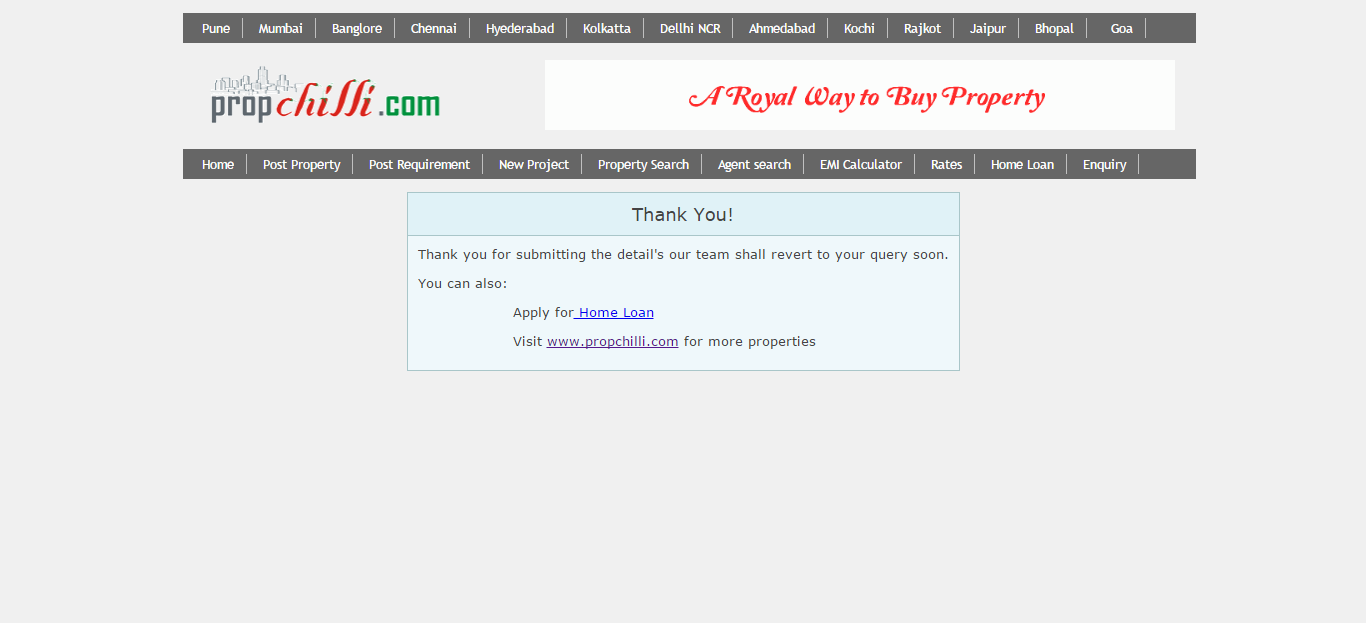 Pune Mumbai Banglore Chennai Hyederabad Kolkatta Dellhi NCR Ahmedabad Kochi Rajkot Jaipur Bhopal Goa
propchilli.com
A Royal Way to Buy Property
Home Post Property Post Requirement New Project Property Search Agent search EMI Calculator Rates Home Loan Enquiry
Thank You!
Thank you for submitting the detail's our team shall revert to your query soon.
You can also:
Apply for Home Loan
Visit www.propchilli.com for more properties